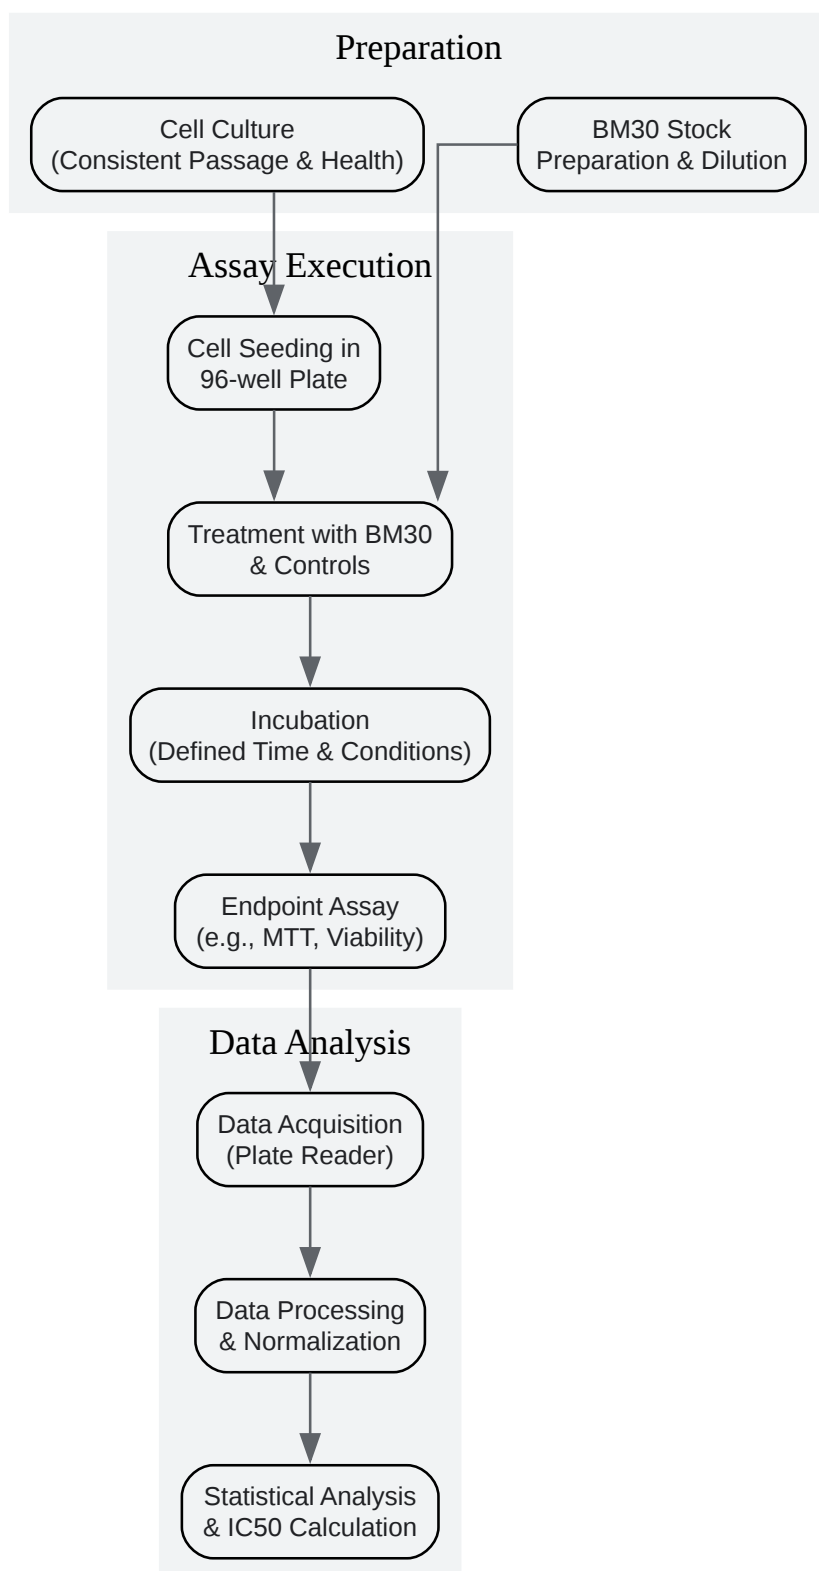 Preparation
Cell Culture
(Consistent Passage & Health)
BM30 Stock
Preparation & Dilution
Assay Execution
Cell Seeding in
96-well Plate
Treatment with BM30
& Controls
Incubation
(Defined Time & Conditions)
Endpoint Assay
(e.g., MTT, Viability)
Data Analysis
Data Acquisition
(Plate Reader)
Data Processing
& Normalization
Statistical Analysis
& IC50 Calculation